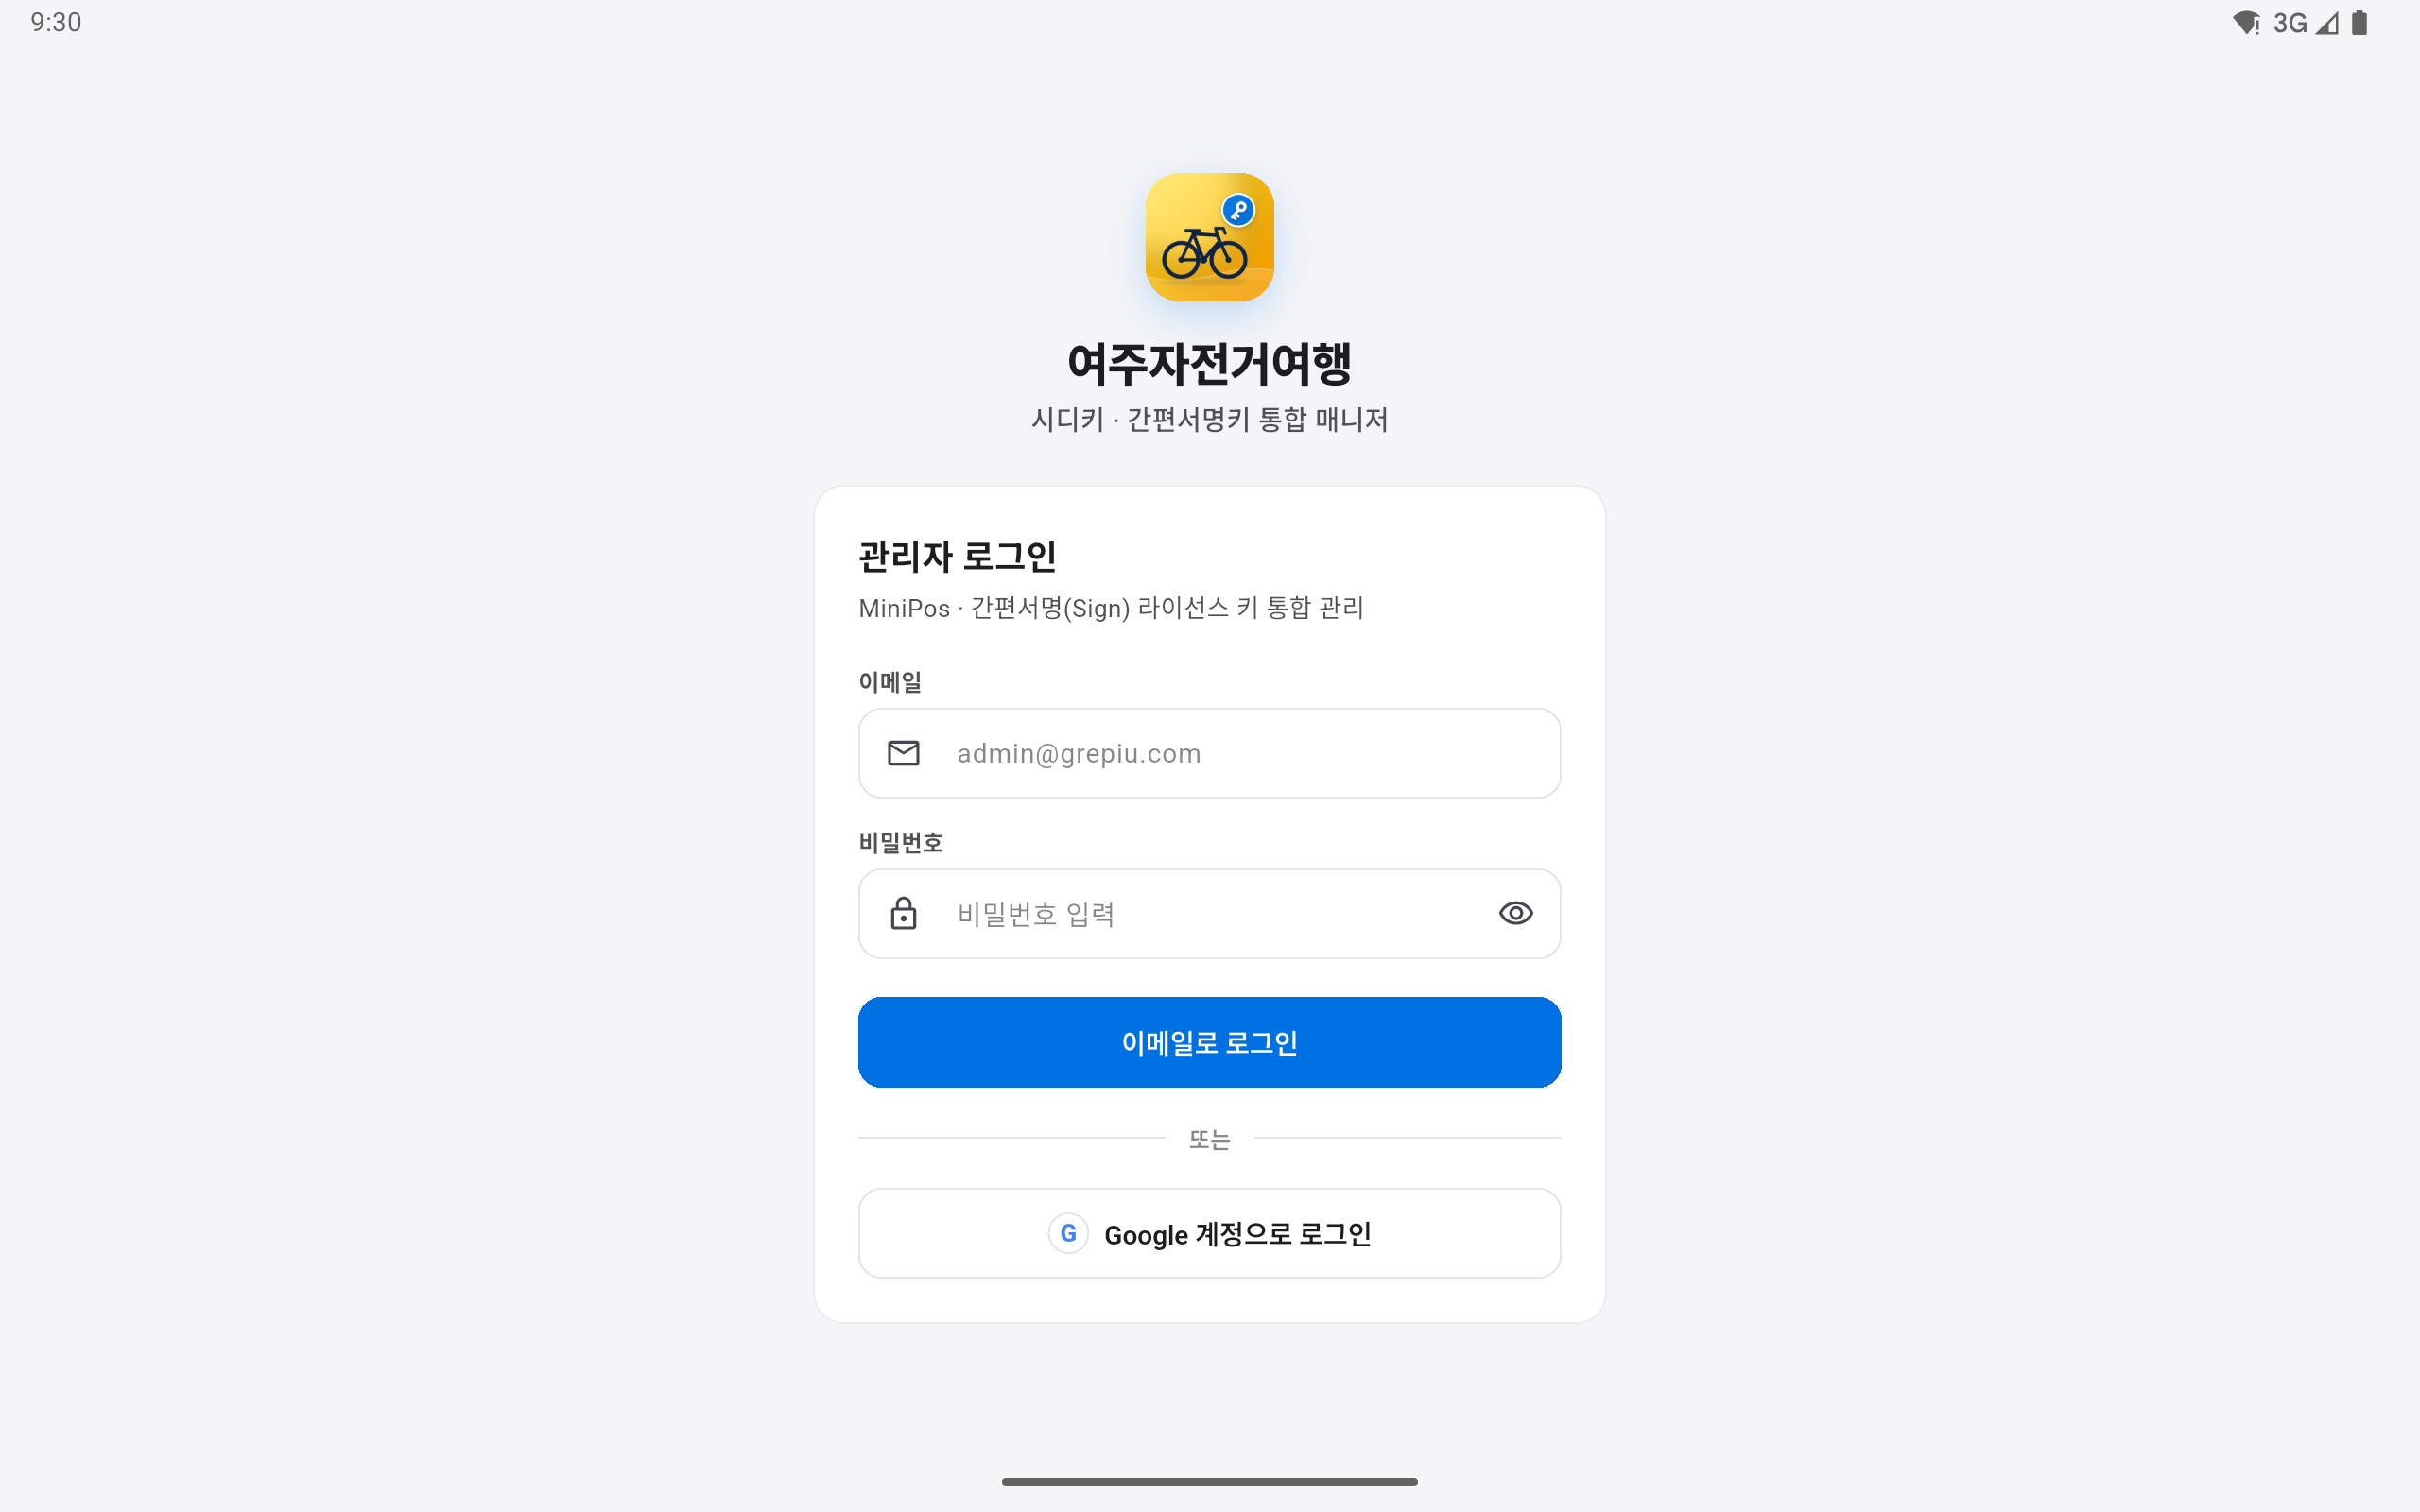 9:30
3G
여주자전거여행
시디키 · 간편서명키 통합 매니저
관리자 로그인
MiniPos · 간편서명(Sign) 라이선스 키 통합 관리
이메일
admin@grepiu.com
비밀번호
비밀번호 입력
이메일로 로그인
또는
G Google 계정으로 로그인